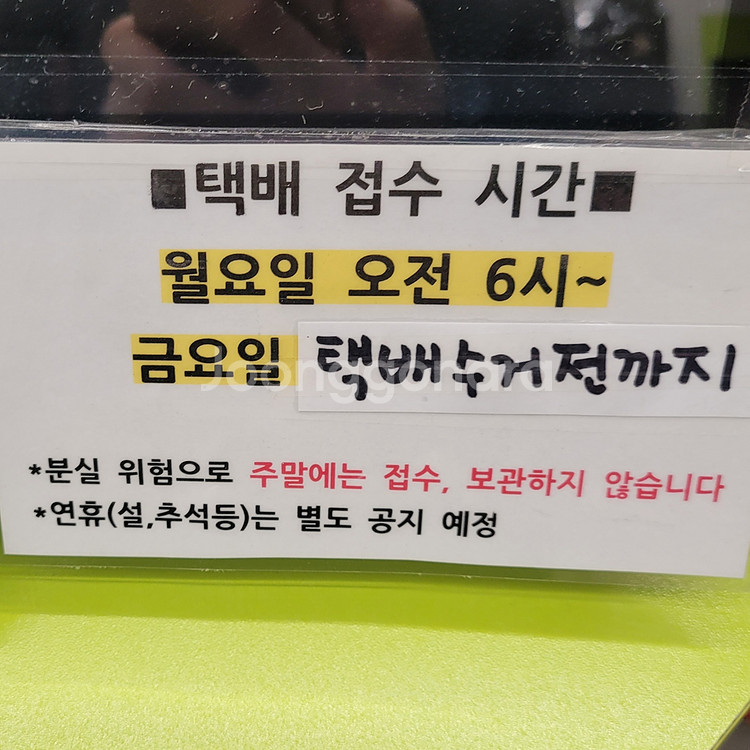 ■택배 접수 시간■
월요일 오전 6시~
금요일 택배수거전까지
Joonggonara
*분실 위험으로 주말에는 접수, 보관하지 않습니다
*연휴(설,추석등)는 별도 공지 예정